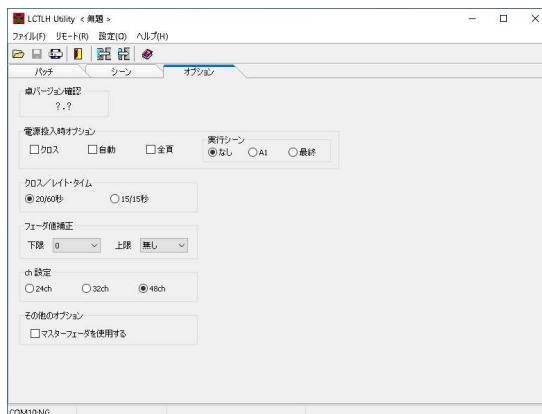 LCTLH Utility < 無題 >
ファイル(F) リモート(R) 設定(O) ヘルプ(H)
パッチ シーン オプション
卓バージョン確認
?.?
電源投入時オプション
クロス 自動 全頁
実行シーン
なし A1 最終
クロス/レイト・タイム
20/60秒 15/15秒
フェーダ値補正
下限 0 上限 無し
ch 設定
24ch 32ch 48ch
その他のオプション
マスターフェーダを使用する
COM10:NG